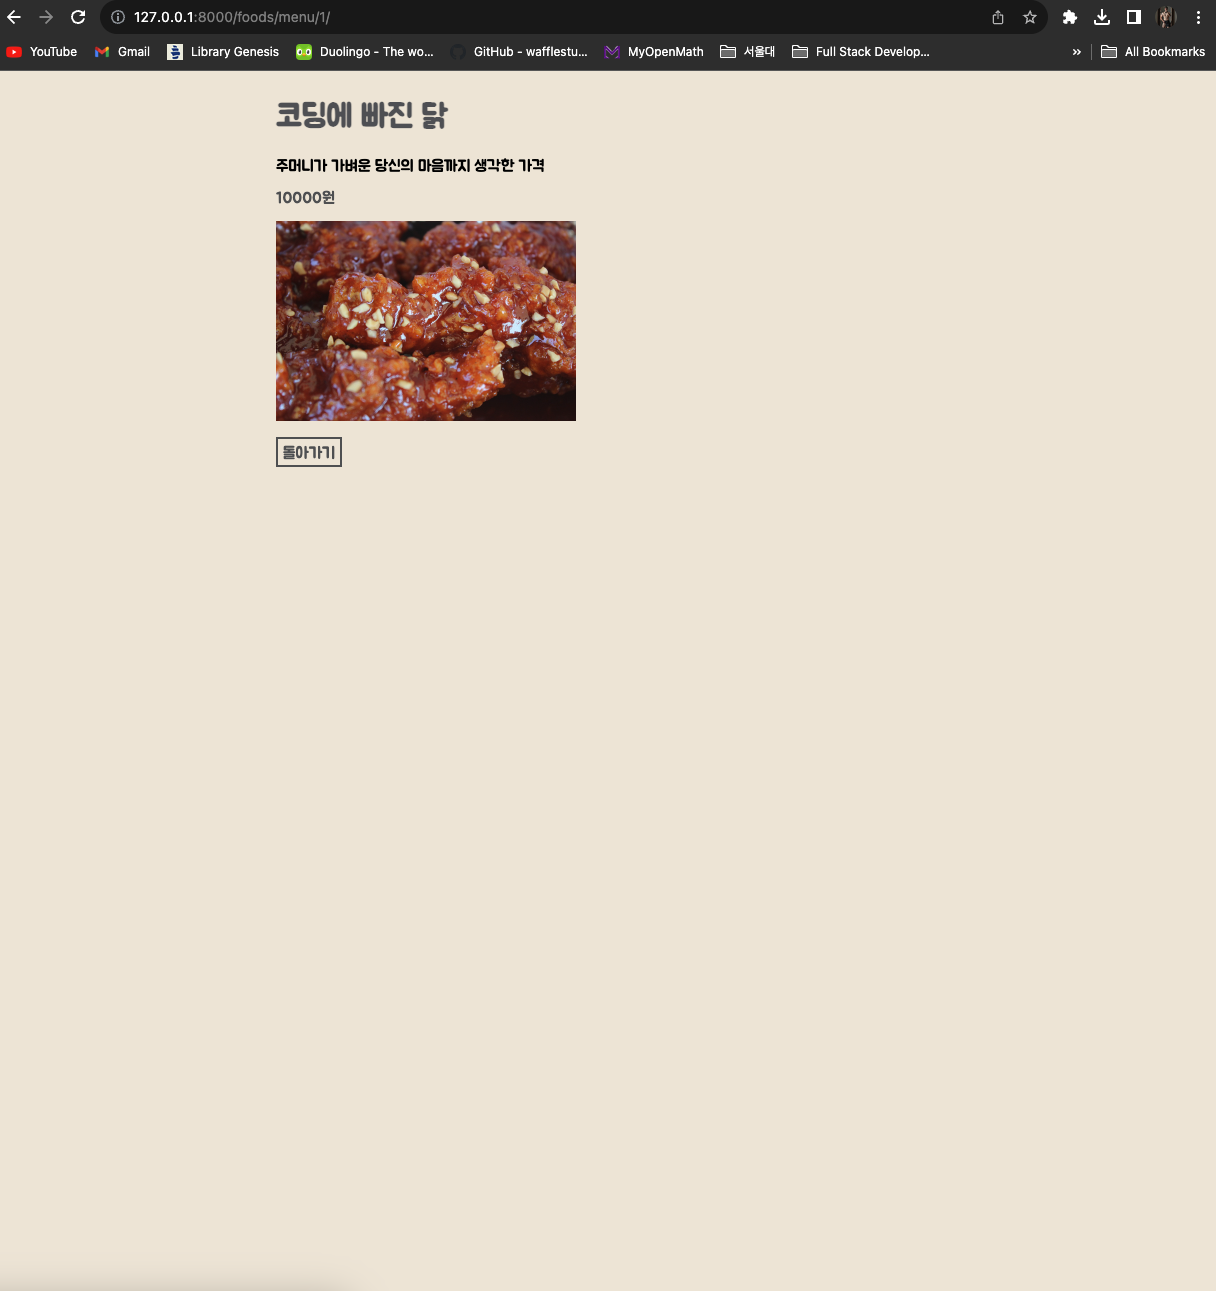 127.0.0.1:8000/foods/menu/1/
YouTube Gmail Library Genesis Duolingo - The wo... GitHub - wafflestu... MyOpenMath 서울대 Full Stack Develop... » All Bookmarks
코딩에 빠진 닭
주머니가 가벼운 당신의 마음까지 생각한 가격
10000원
돌아가기